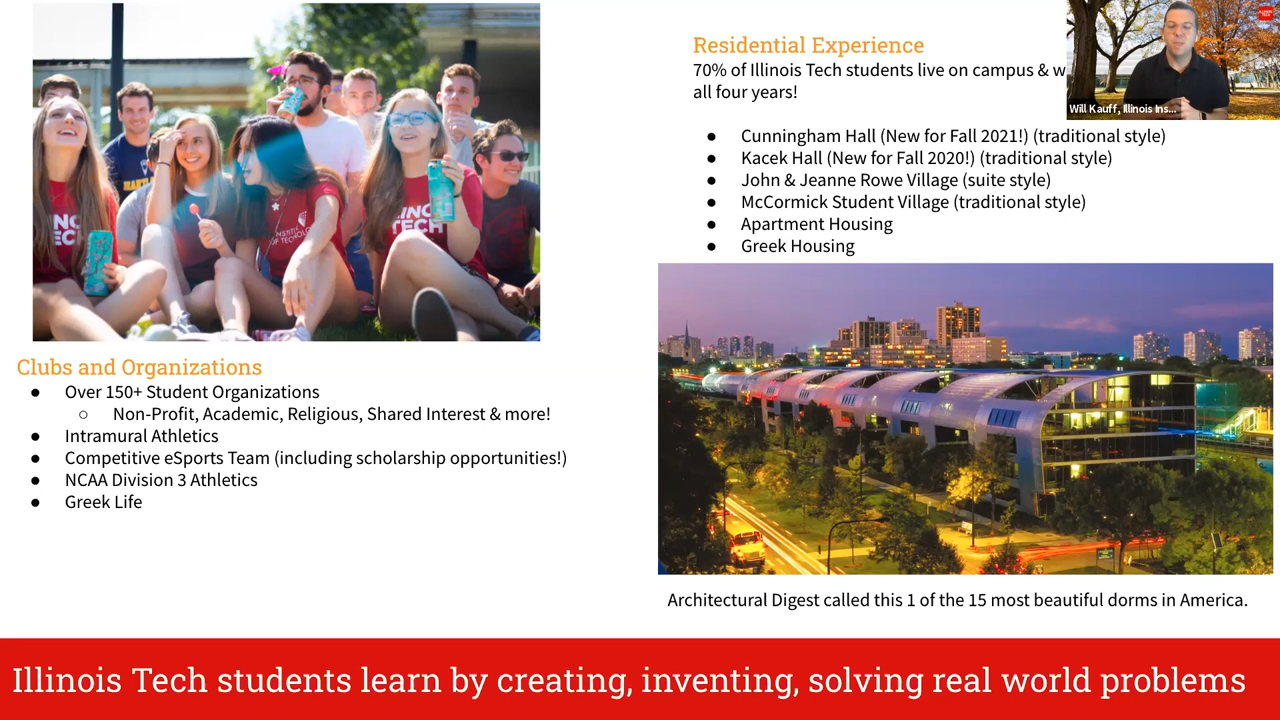 Residential Experience
70% of Illinois Tech students live on campus & w
all four years!
● Cunningham Hall (New for Fall 2021!) (traditional style)
● Kacek Hall (New for Fall 2020!) (traditional style)
● John & Jeanne Rowe Village (suite style)
● McCormick Student Village (traditional style)
● Apartment Housing
● Greek Housing
Will Kauff, Illinois Ins...
ILLINOIS TECH
Clubs and Organizations
● Over 150+ Student Organizations
○ Non-Profit, Academic, Religious, Shared Interest & more!
● Intramural Athletics
● Competitive eSports Team (including scholarship opportunities!)
● NCAA Division 3 Athletics
● Greek Life
Architectural Digest called this 1 of the 15 most beautiful dorms in America.
Illinois Tech students learn by creating, inventing, solving real world problems